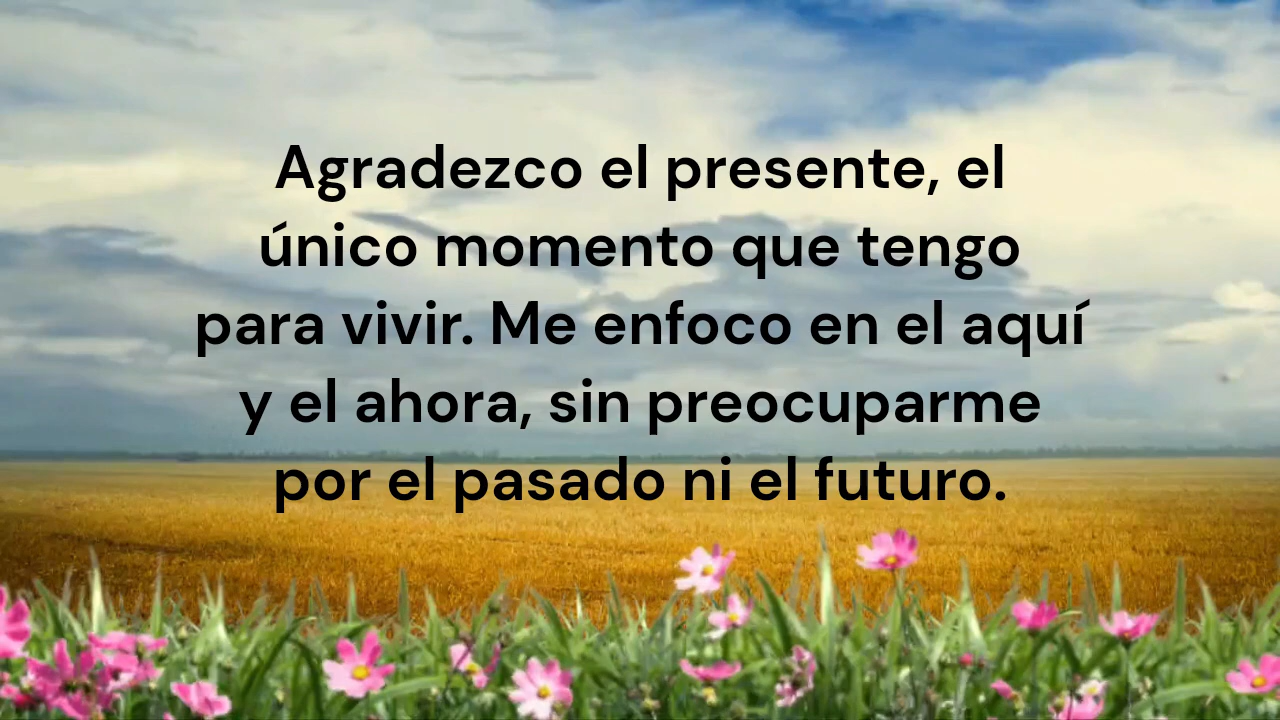 Agradezco el presente, el
único momento que tengo
para vivir. Me enfoco en el aquí
y el ahora, sin preocuparme
por el pasado ni el futuro.